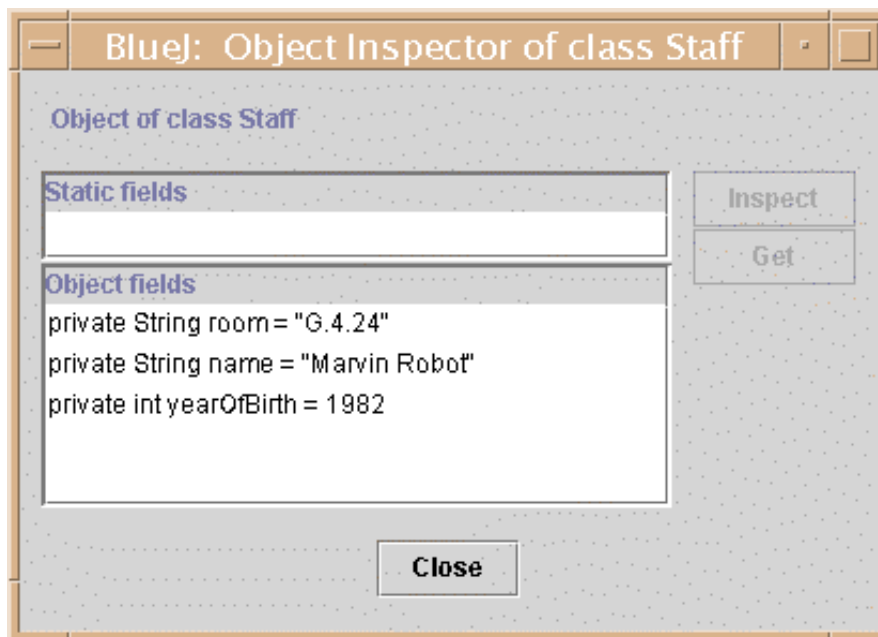 BlueJ: Object Inspector of class Staff
Object of class Staff
Static fields
Inspect
Get
Object fields
private String room = "G.4.24"
private String name = "Marvin Robot"
private int yearOfBirth = 1982
Close